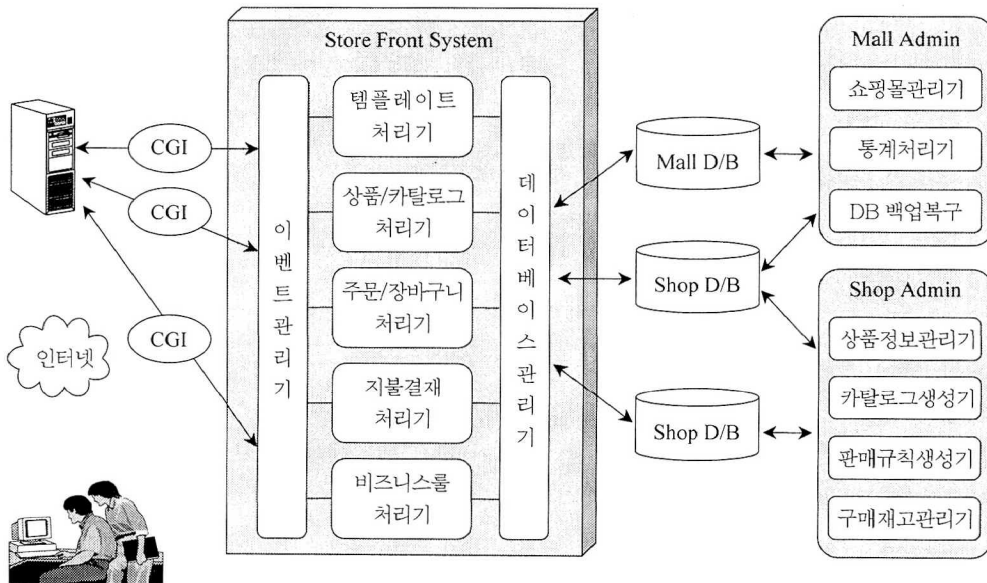 Store Front System
템플레이트
처리기
상품/카탈로그
처리기
주문/장바구니
처리기
지불결재
처리기
비즈니스룰
처리기
이벤트관리기
데이터베이스관리기
CGI
CGI
CGI
인터넷
Mall D/B
Shop D/B
Shop D/B
Mall Admin
쇼핑몰관리기
통계처리기
DB 백업복구
Shop Admin
상품정보관리기
카탈로그생성기
판매규칙생성기
구매재고관리기